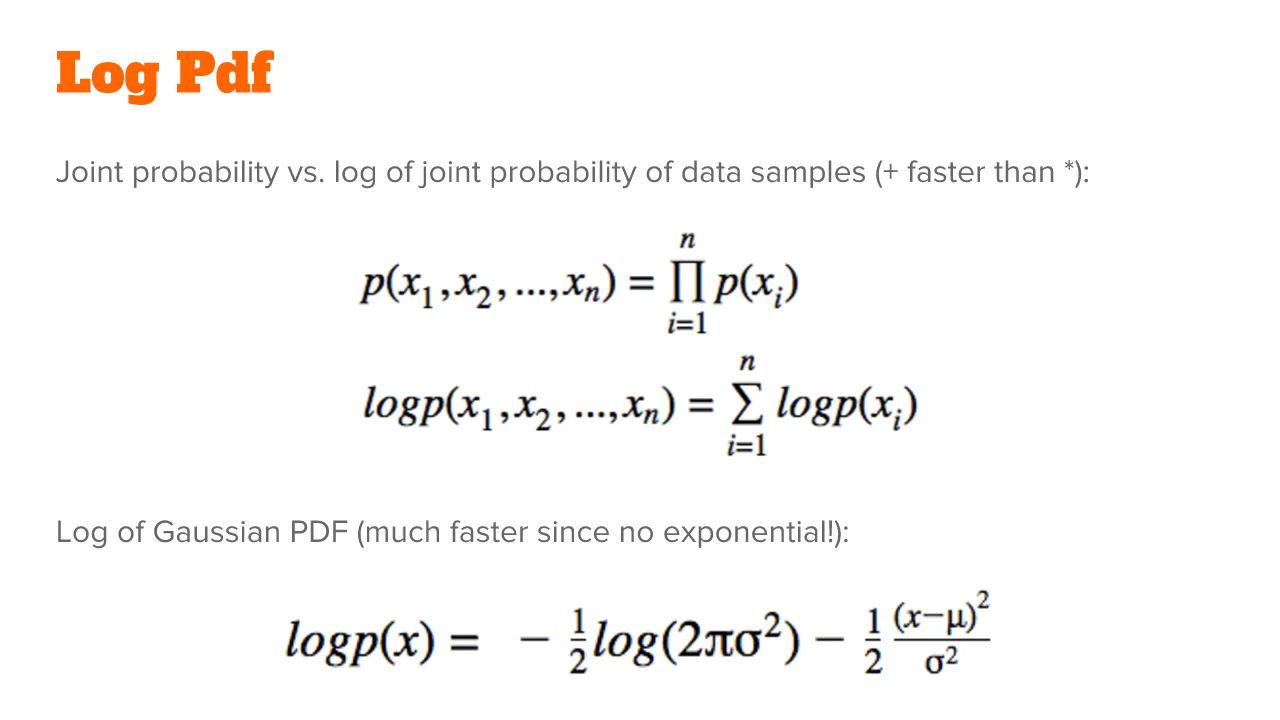 Log Pdf
Joint probability vs. log of joint probability of data samples (+ faster than *):
p(x₁,x₂,...,xₙ) = ∏ᵢ₌₁ⁿ p(xᵢ)
logp(x₁,x₂,...,xₙ) = ∑ᵢ₌₁ⁿ logp(xᵢ)
Log of Gaussian PDF (much faster since no exponential!):
logp(x) = − ½log(2πσ²) − ½ (x−μ)²/σ²